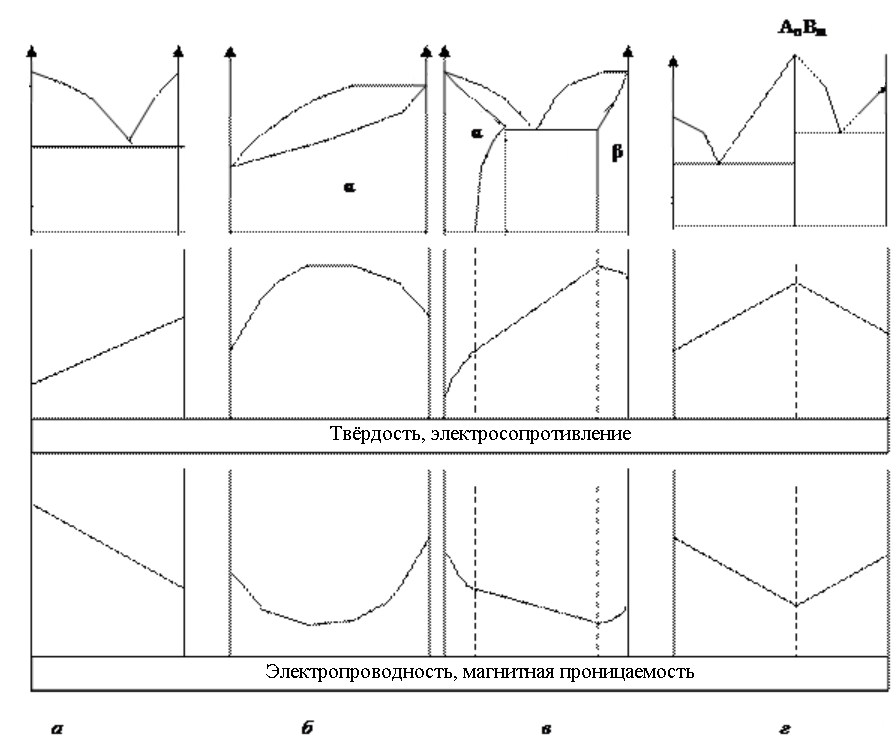 AₙBₘ
α
α
β
Твёрдость, электросопротивление
Электропроводность, магнитная проницаемость
а б в г